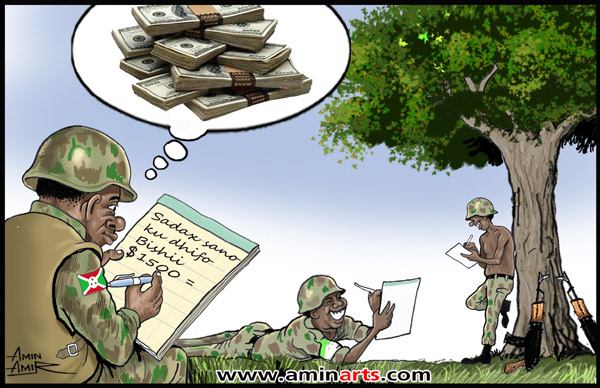 Sadax sano
ku dhifo
Bishii
$1500 =
AMIN
AMIR
www.aminarts.com